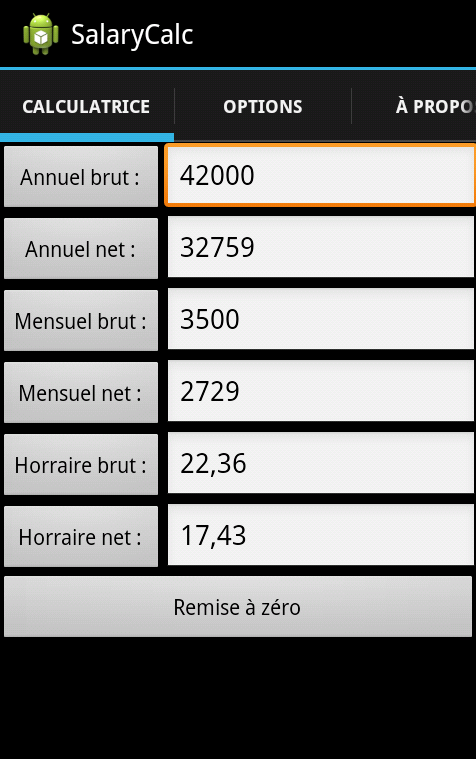 SalaryCalc
CALCULATRICE OPTIONS À PROPO
Annuel brut : 42000
Annuel net : 32759
Mensuel brut : 3500
Mensuel net : 2729
Horraire brut : 22,36
Horraire net : 17,43
Remise à zéro